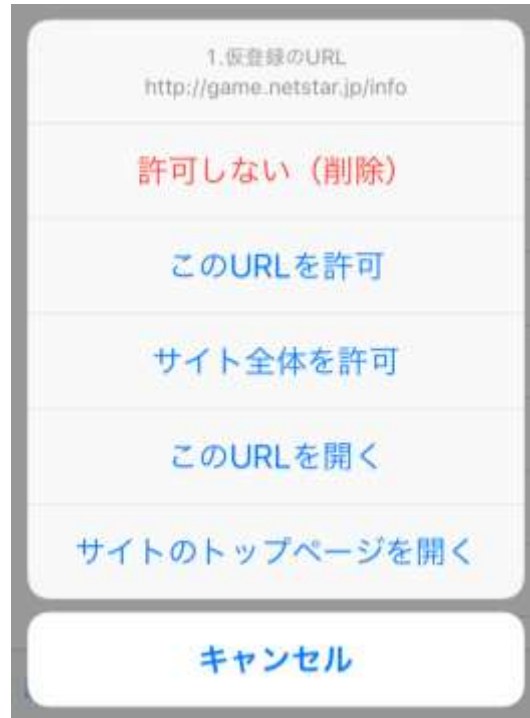 1.仮登録のURL
http://game.netstar.jp/info
許可しない（削除）
このURLを許可
サイト全体を許可
このURLを開く
サイトのトップページを開く
キャンセル